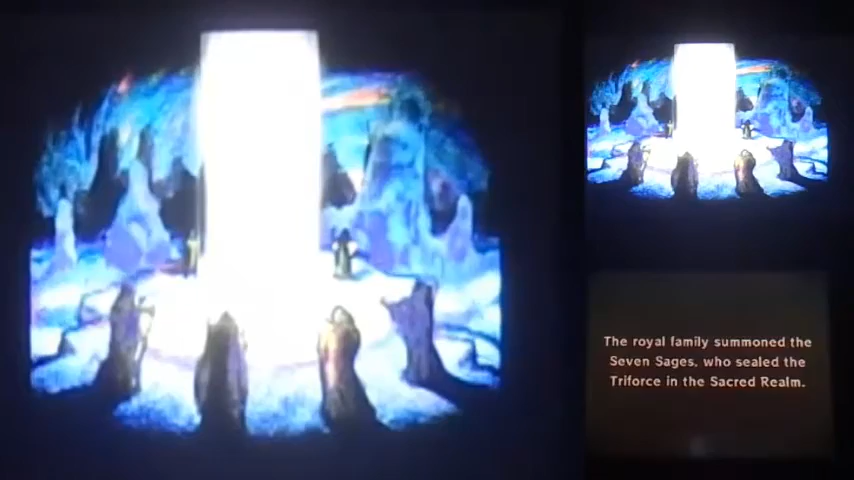 The royal family summoned the
Seven Sages, who sealed the
Triforce in the Sacred Realm.